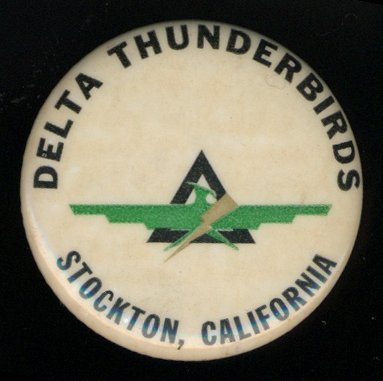 DELTA THUNDERBIRDS
STOCKTON, CALIFORNIA